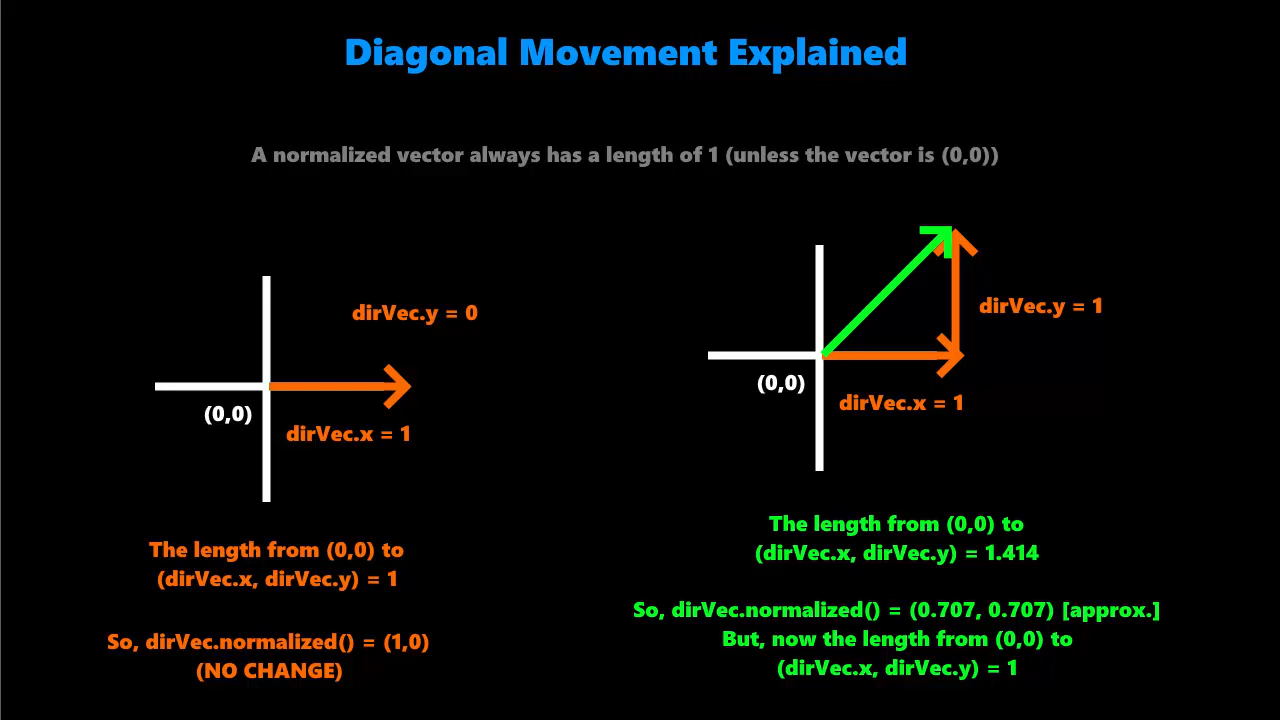 Diagonal Movement Explained
A normalized vector always has a length of 1 (unless the vector is (0,0))
dirVec.y = 0
(0,0)
dirVec.x = 1
The length from (0,0) to
(dirVec.x, dirVec.y) = 1
So, dirVec.normalized() = (1,0)
(NO CHANGE)
dirVec.y = 1
(0,0)
dirVec.x = 1
The length from (0,0) to
(dirVec.x, dirVec.y) = 1.414
So, dirVec.normalized() = (0.707, 0.707) [approx.]
But, now the length from (0,0) to
(dirVec.x, dirVec.y) = 1